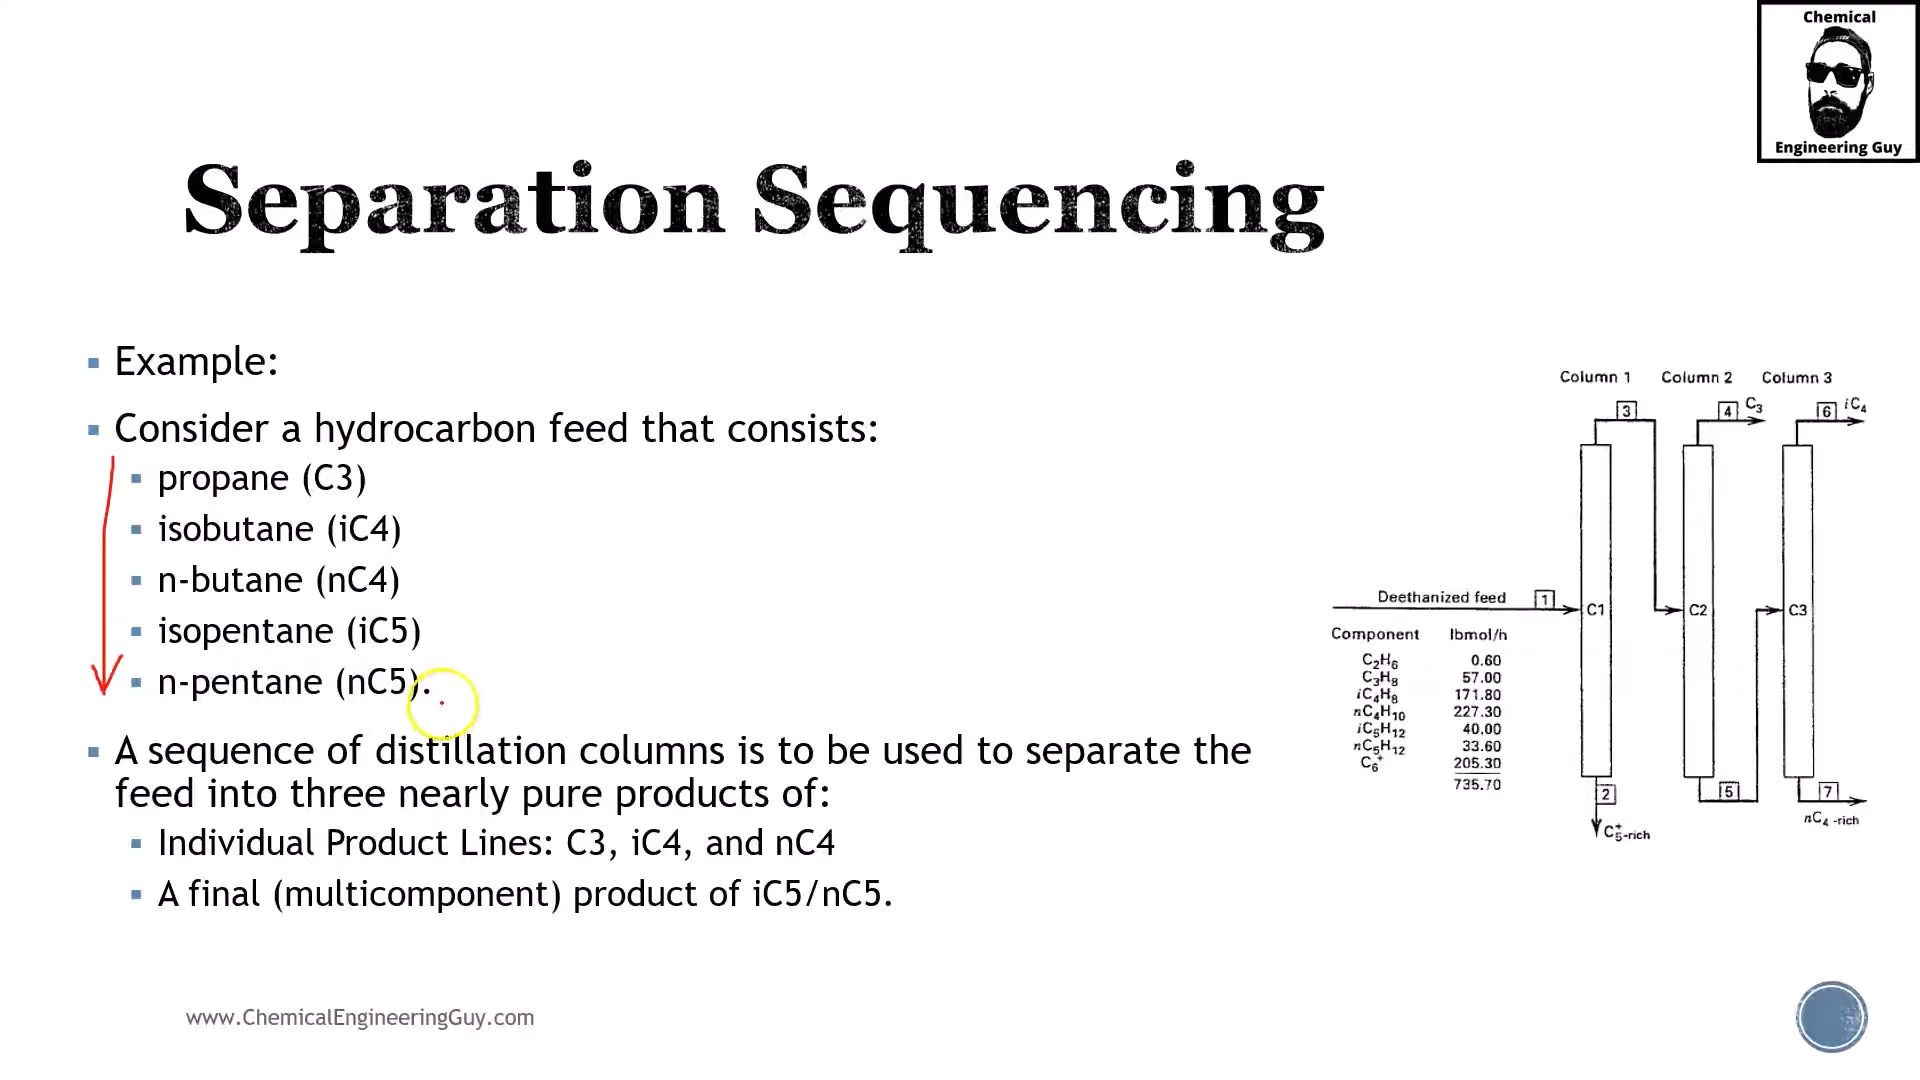 Chemical
Engineering Guy
Separation Sequencing
Example:
Consider a hydrocarbon feed that consists:
propane (C3)
isobutane (iC4)
n-butane (nC4)
isopentane (iC5)
n-pentane (nC5).
A sequence of distillation columns is to be used to separate the
feed into three nearly pure products of:
Individual Product Lines: C3, iC4, and nC4
A final (multicomponent) product of iC5/nC5.
Column 1 Column 2 Column 3
3 4 C₃ 6 iC₄
Deethanized feed 1 C1 C2 C3
Component lbmol/h
C₂H₆ 0.60
C₃H₈ 57.00
iC₄H₈ 171.80
nC₄H₁₀ 227.30
iC₅H₁₂ 40.00
nC₅H₁₂ 33.60
C₆⁺ 205.30
735.70
2 5 7
C₅⁺-rich
nC₄-rich
www.ChemicalEngineeringGuy.com